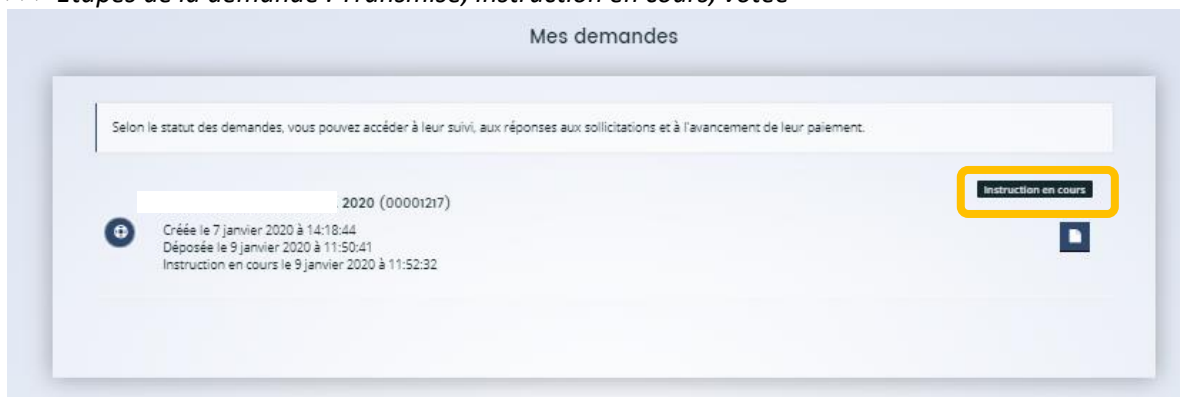 >>> Etapes de la demande : Transmise, Instruction en cours, votée
Mes demandes
Selon le statut des demandes, vous pouvez accéder à leur suivi, aux réponses aux sollicitations et à l'avancement de leur paiement.
Instruction en cours
2020 (00001217)
Créée le 7 janvier 2020 à 14:18:44
Déposée le 9 janvier 2020 à 11:50:41
Instruction en cours le 9 janvier 2020 à 11:52:32